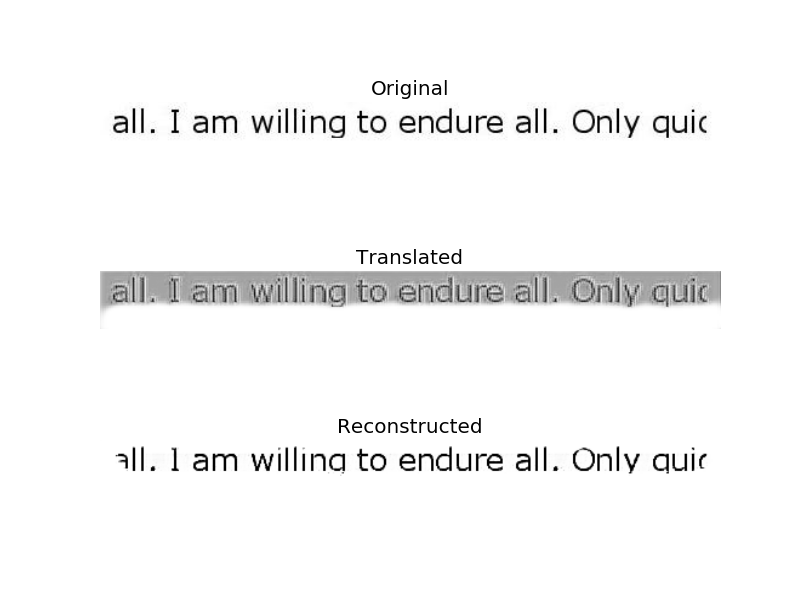 Original
all. I am willing to endure all. Only quic
Translated
all. I am willing to endure all. Only quic
Reconstructed
all. I am willing to endure all. Only quic